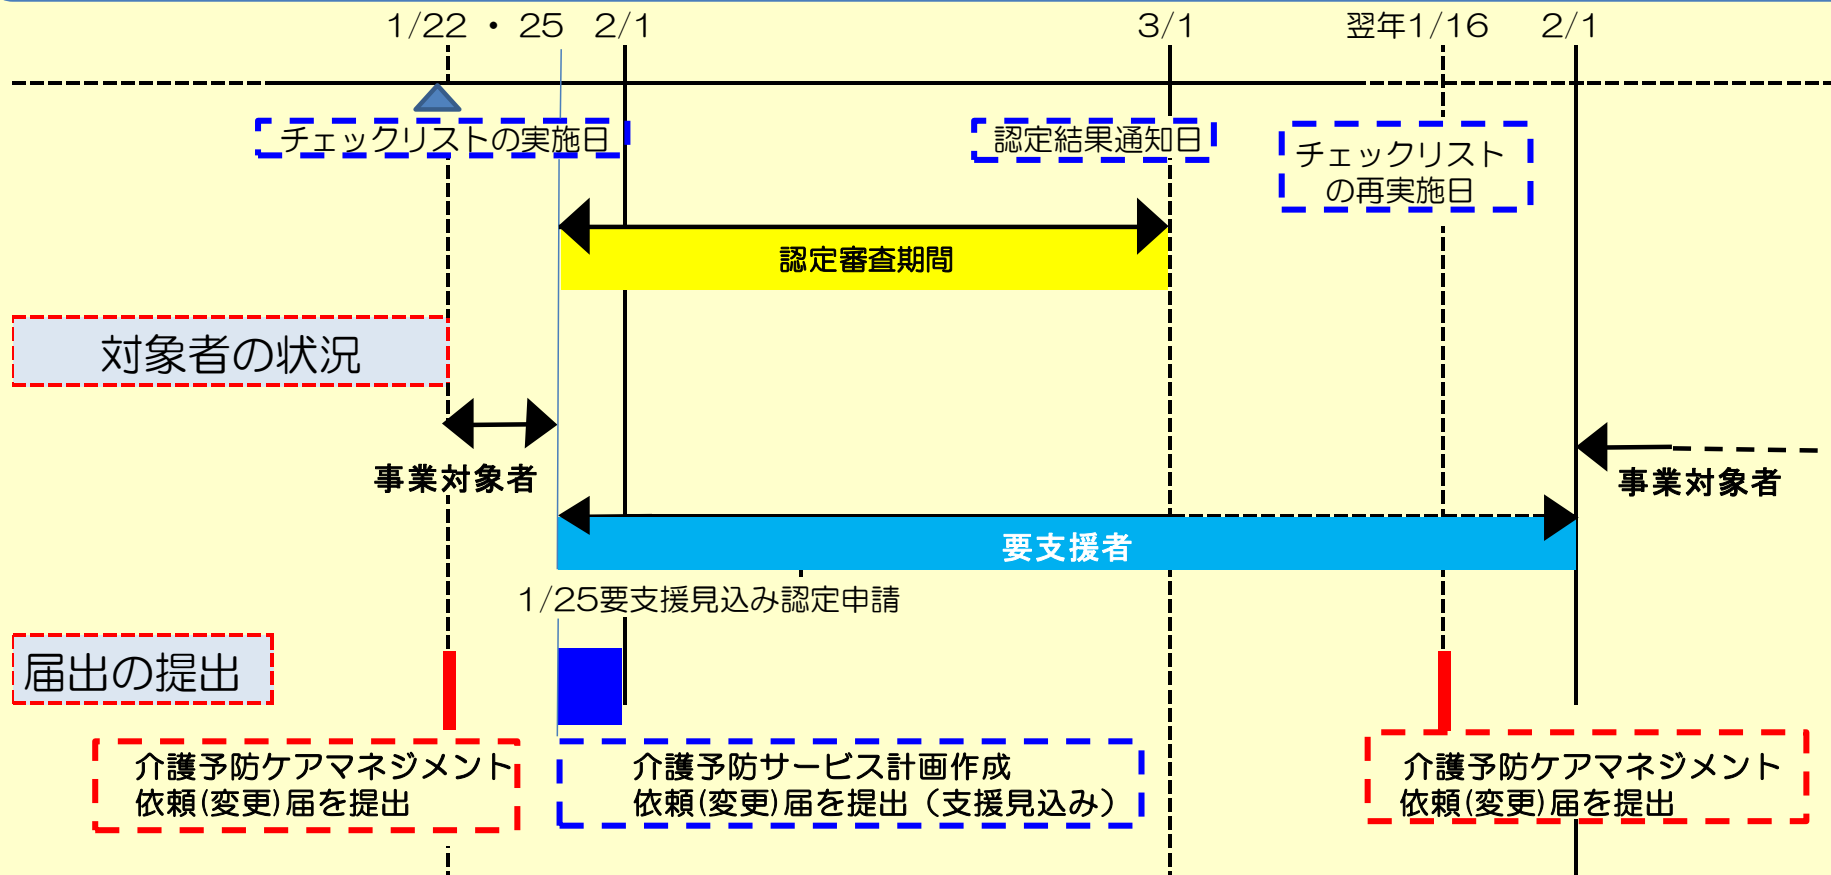 1/22 ・ 25 2/1 3/1 翌年1/16 2/1
チェックリストの実施日
認定結果通知日
チェックリスト
の再実施日
認定審査期間
対象者の状況
事業対象者
事業対象者
要支援者
1/25要支援見込み認定申請
届出の提出
介護予防ケアマネジメント
依頼(変更)届を提出
介護予防サービス計画作成
依頼(変更)届を提出（支援見込み）
介護予防ケアマネジメント
依頼(変更)届を提出